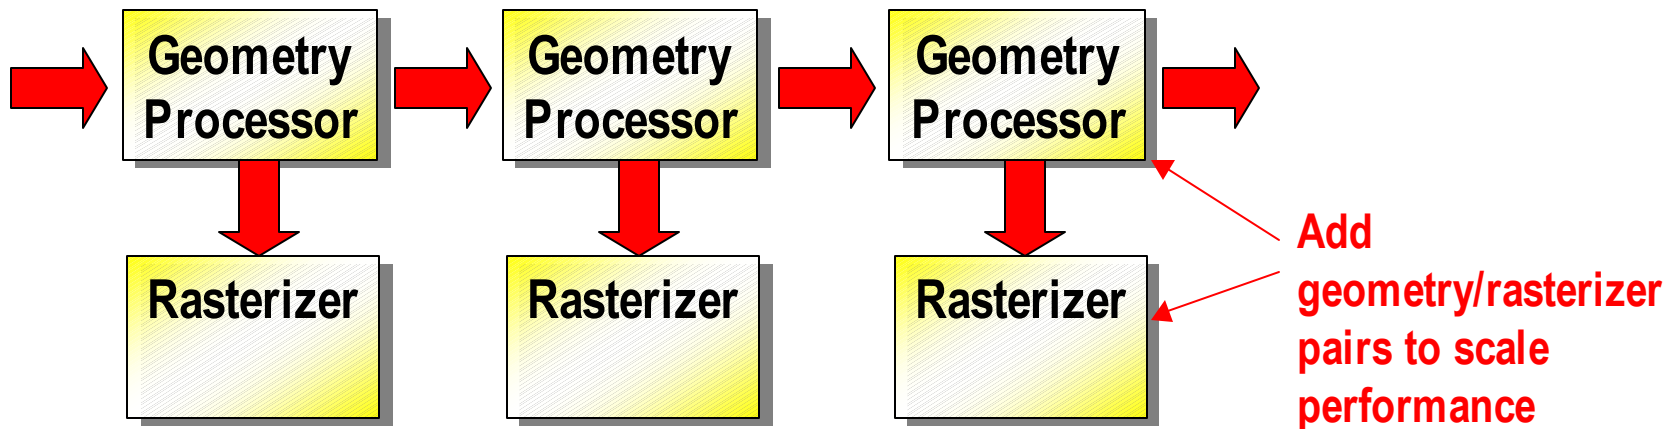 Geometry
Processor
Geometry
Processor
Geometry
Processor
Rasterizer
Rasterizer
Rasterizer
Add
geometry/rasterizer
pairs to scale
performance